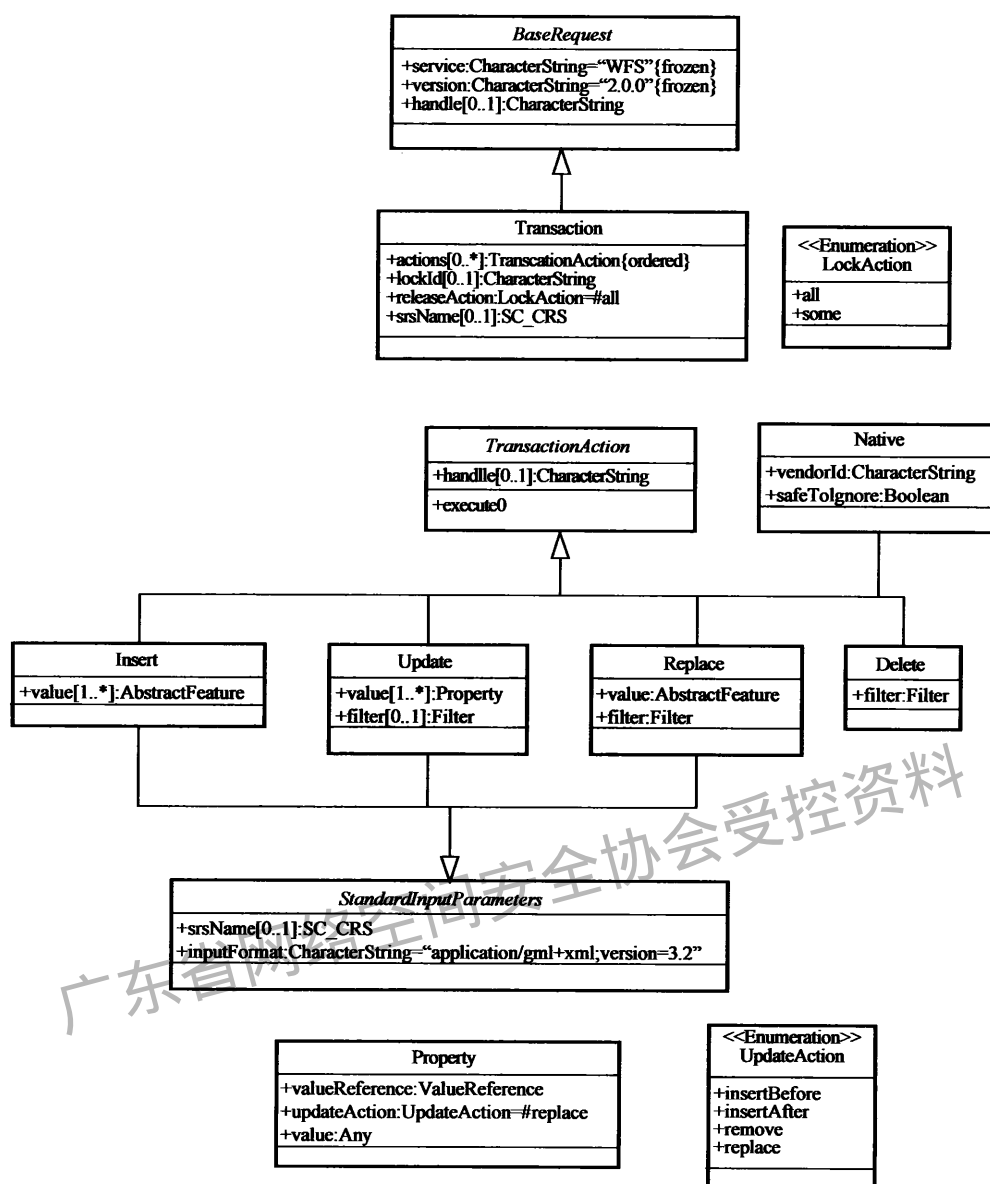 BaseRequest
+service:CharacterString=“WFS”{frozen}
+version:CharacterString=“2.0.0”{frozen}
+handle[0..1]:CharacterString
Transaction
+actions[0..*]:TranscationAction{ordered}
+lockId[0..1]:CharacterString
+releaseAction:LockAction=#all
+srsName[0..1]:SC_CRS
<<Enumeration>>
LockAction
+all
+some
TransactionAction
+handlle[0..1]:CharacterString
+execute0
Native
+vendorId:CharacterString
+safeToIgnore:Boolean
Insert
+value[1..*]:AbstractFeature
Update
+value[1..*]:Property
+filter[0..1]:Filter
Replace
+value:AbstractFeature
+filter:Filter
Delete
+filter:Filter
StandardInputParameters
+srsName[0..1]:SC_CRS
+inputFormat:CharacterString=“application/gml+xml;version=3.2”
广东省网络空间安全协会受控资料
Property
+valueReference:ValueReference
+updateAction:UpdateAction=#replace
+value:Any
<<Enumeration>>
UpdateAction
+insertBefore
+insertAfter
+remove
+replace